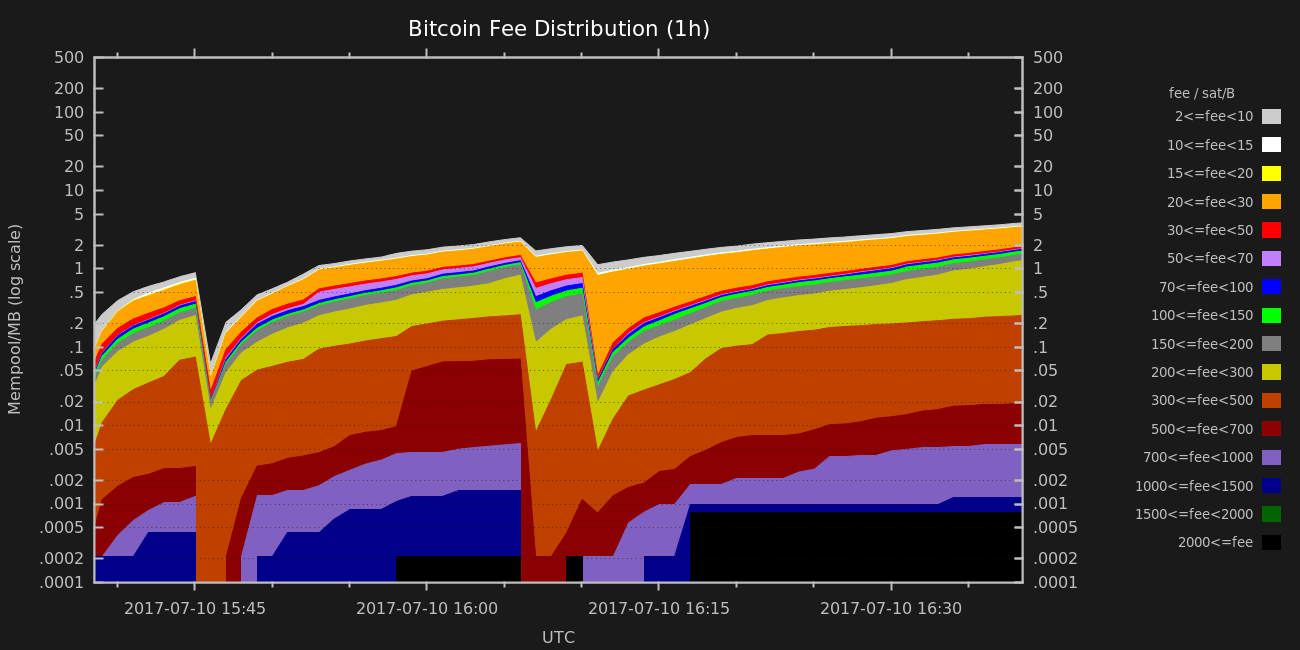 Bitcoin Fee Distribution (1h)
Mempool/MB (log scale)
500
200
100
50
20
10
5
2
1
.5
.2
.1
.05
.02
.01
.005
.002
.001
.0005
.0002
.0001
500
200
100
50
20
10
5
2
1
.5
.2
.1
.05
.02
.01
.005
.002
.001
.0005
.0002
.0001
2017-07-10 15:45
2017-07-10 16:00
2017-07-10 16:15
2017-07-10 16:30
UTC
fee / sat/B
2<=fee<10
10<=fee<15
15<=fee<20
20<=fee<30
30<=fee<50
50<=fee<70
70<=fee<100
100<=fee<150
150<=fee<200
200<=fee<300
300<=fee<500
500<=fee<700
700<=fee<1000
1000<=fee<1500
1500<=fee<2000
2000<=fee